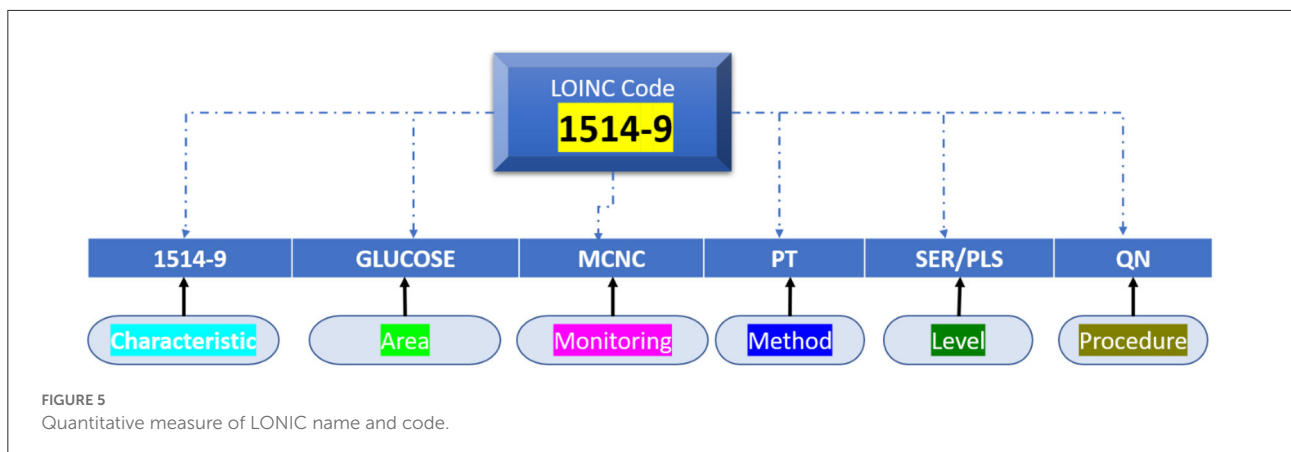 LOINC Code
1514-9
1514-9 GLUCOSE MCNC PT SER/PLS QN
Characteristic Area Monitoring Method Level Procedure
FIGURE 5
Quantitative measure of LONIC name and code.